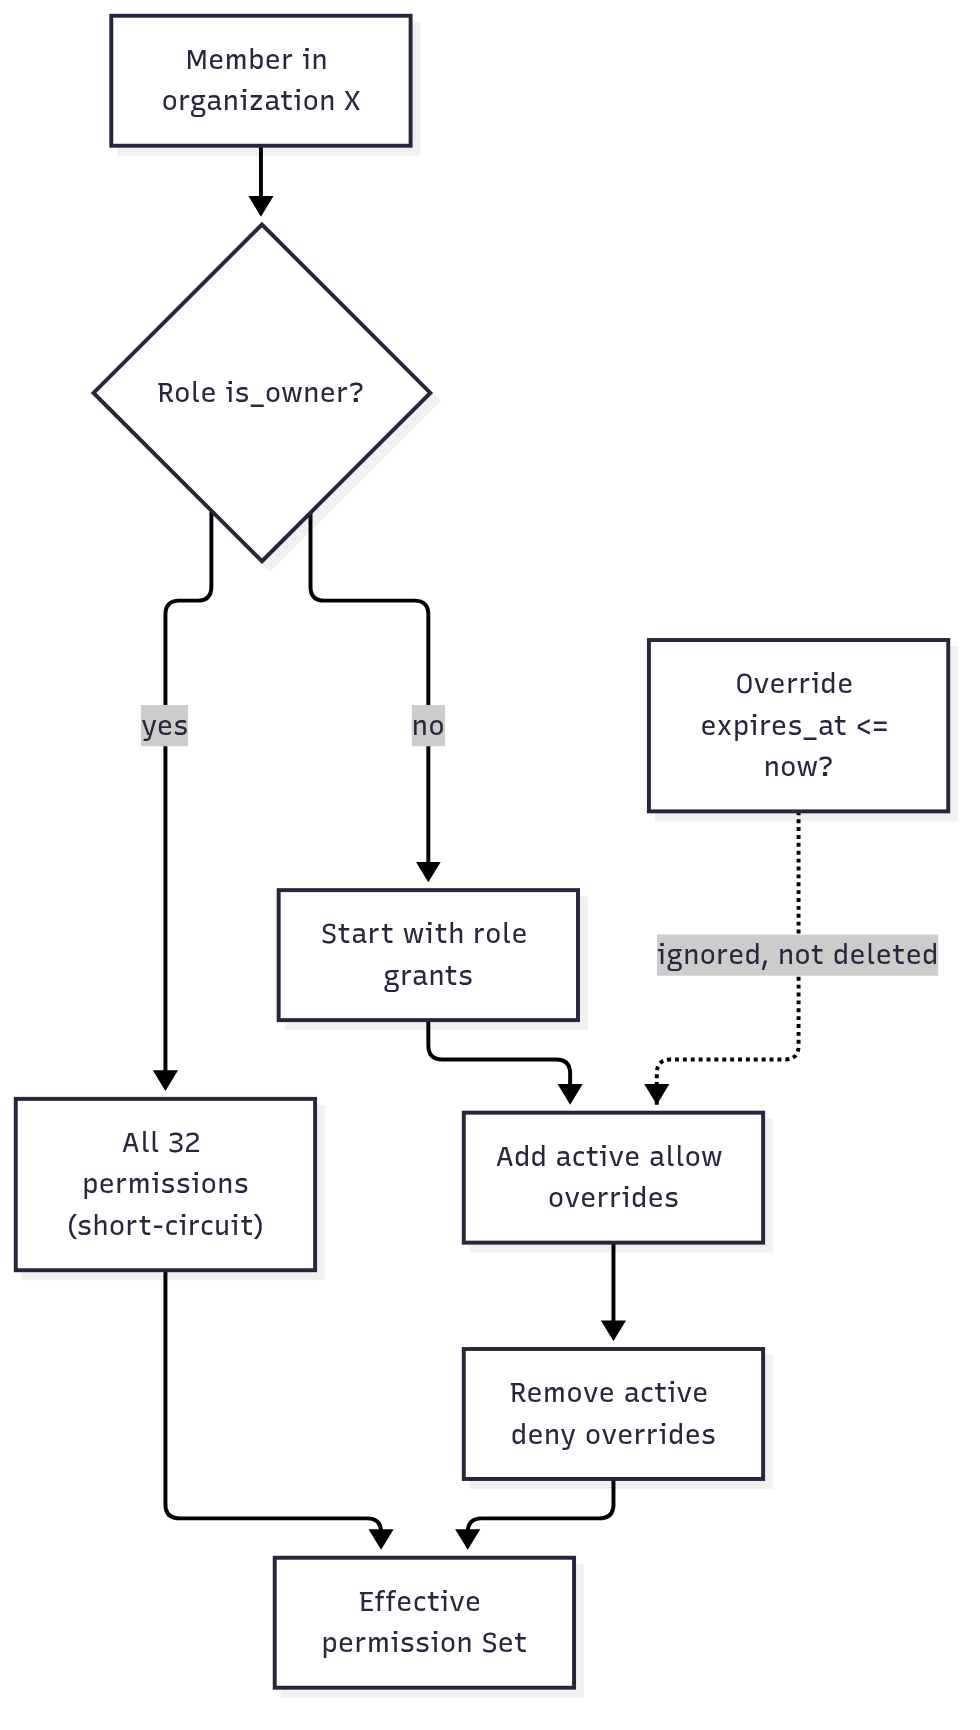 Member in
organization X
Role is_owner?
yes
no
Override
expires_at <=
now?
Start with role
grants
ignored, not deleted
All 32
permissions
(short-circuit)
Add active allow
overrides
Remove active
deny overrides
Effective
permission Set